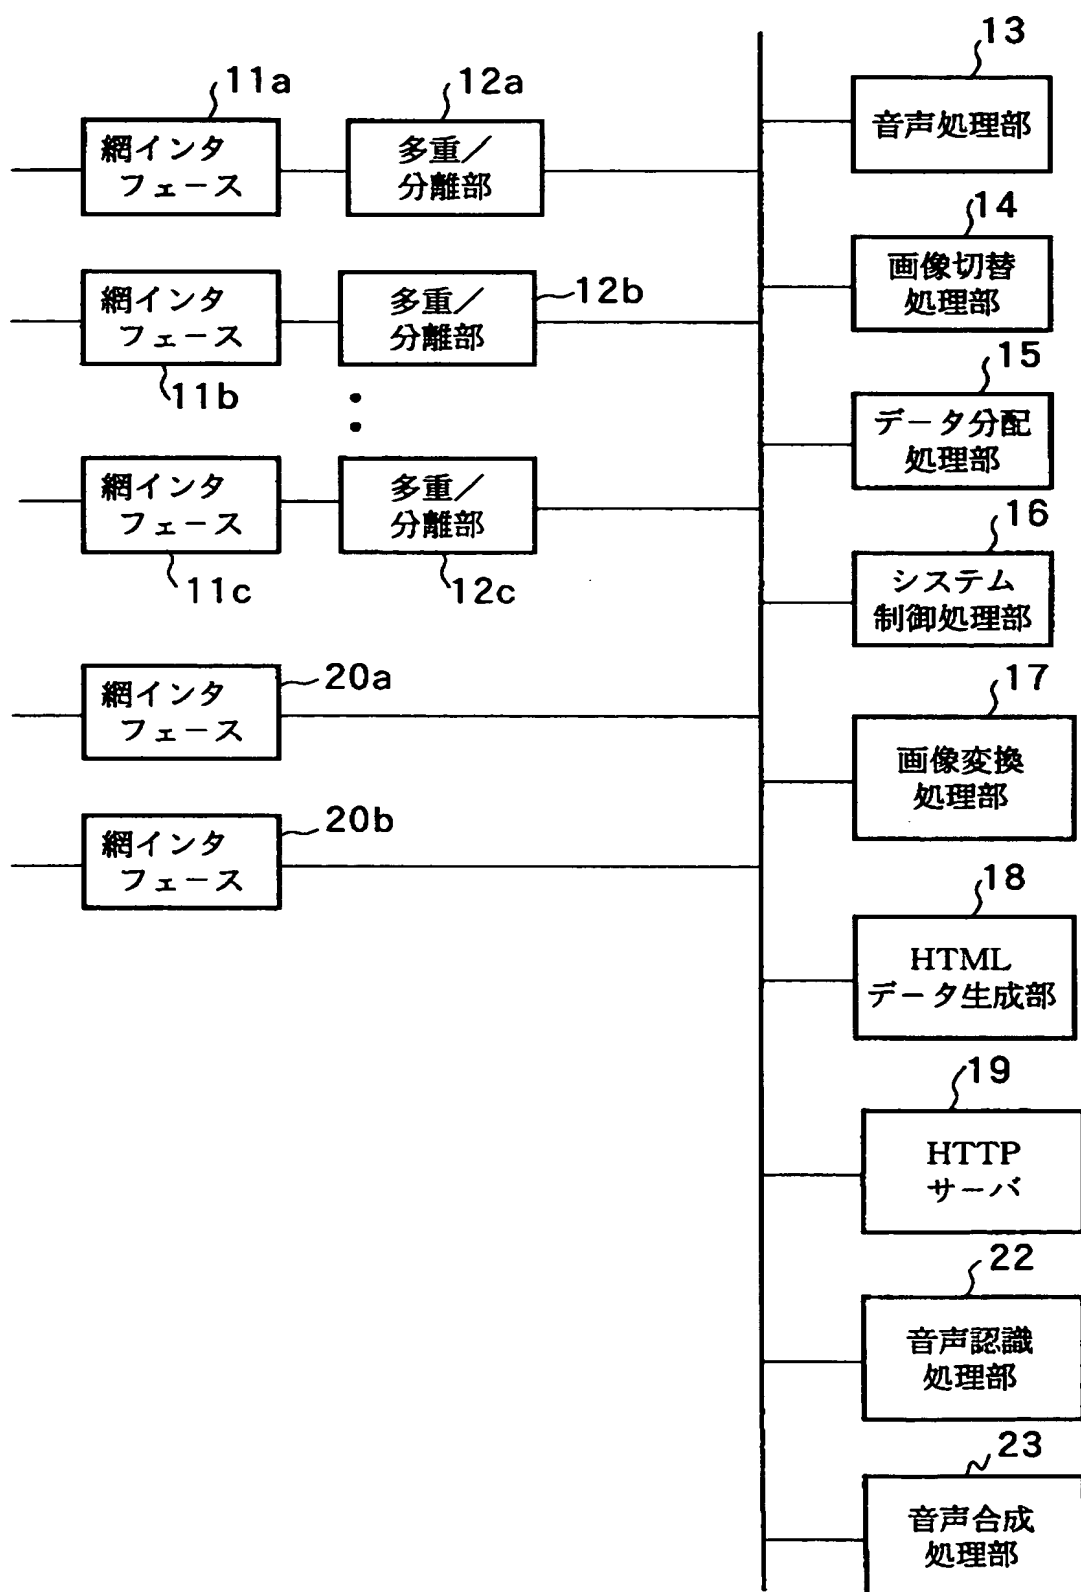 11a
網インタ
フェース
12a
多重／
分離部
網インタ
フェース
11b
多重／
分離部
12b
網インタ
フェース
11c
多重／
分離部
12c
網インタ
フェース
20a
網インタ
フェース
20b
13
音声処理部
14
画像切替
処理部
15
データ分配
処理部
16
システム
制御処理部
17
画像変換
処理部
18
HTML
データ生成部
19
HTTP
サーバ
22
音声認識
処理部
23
音声合成
処理部